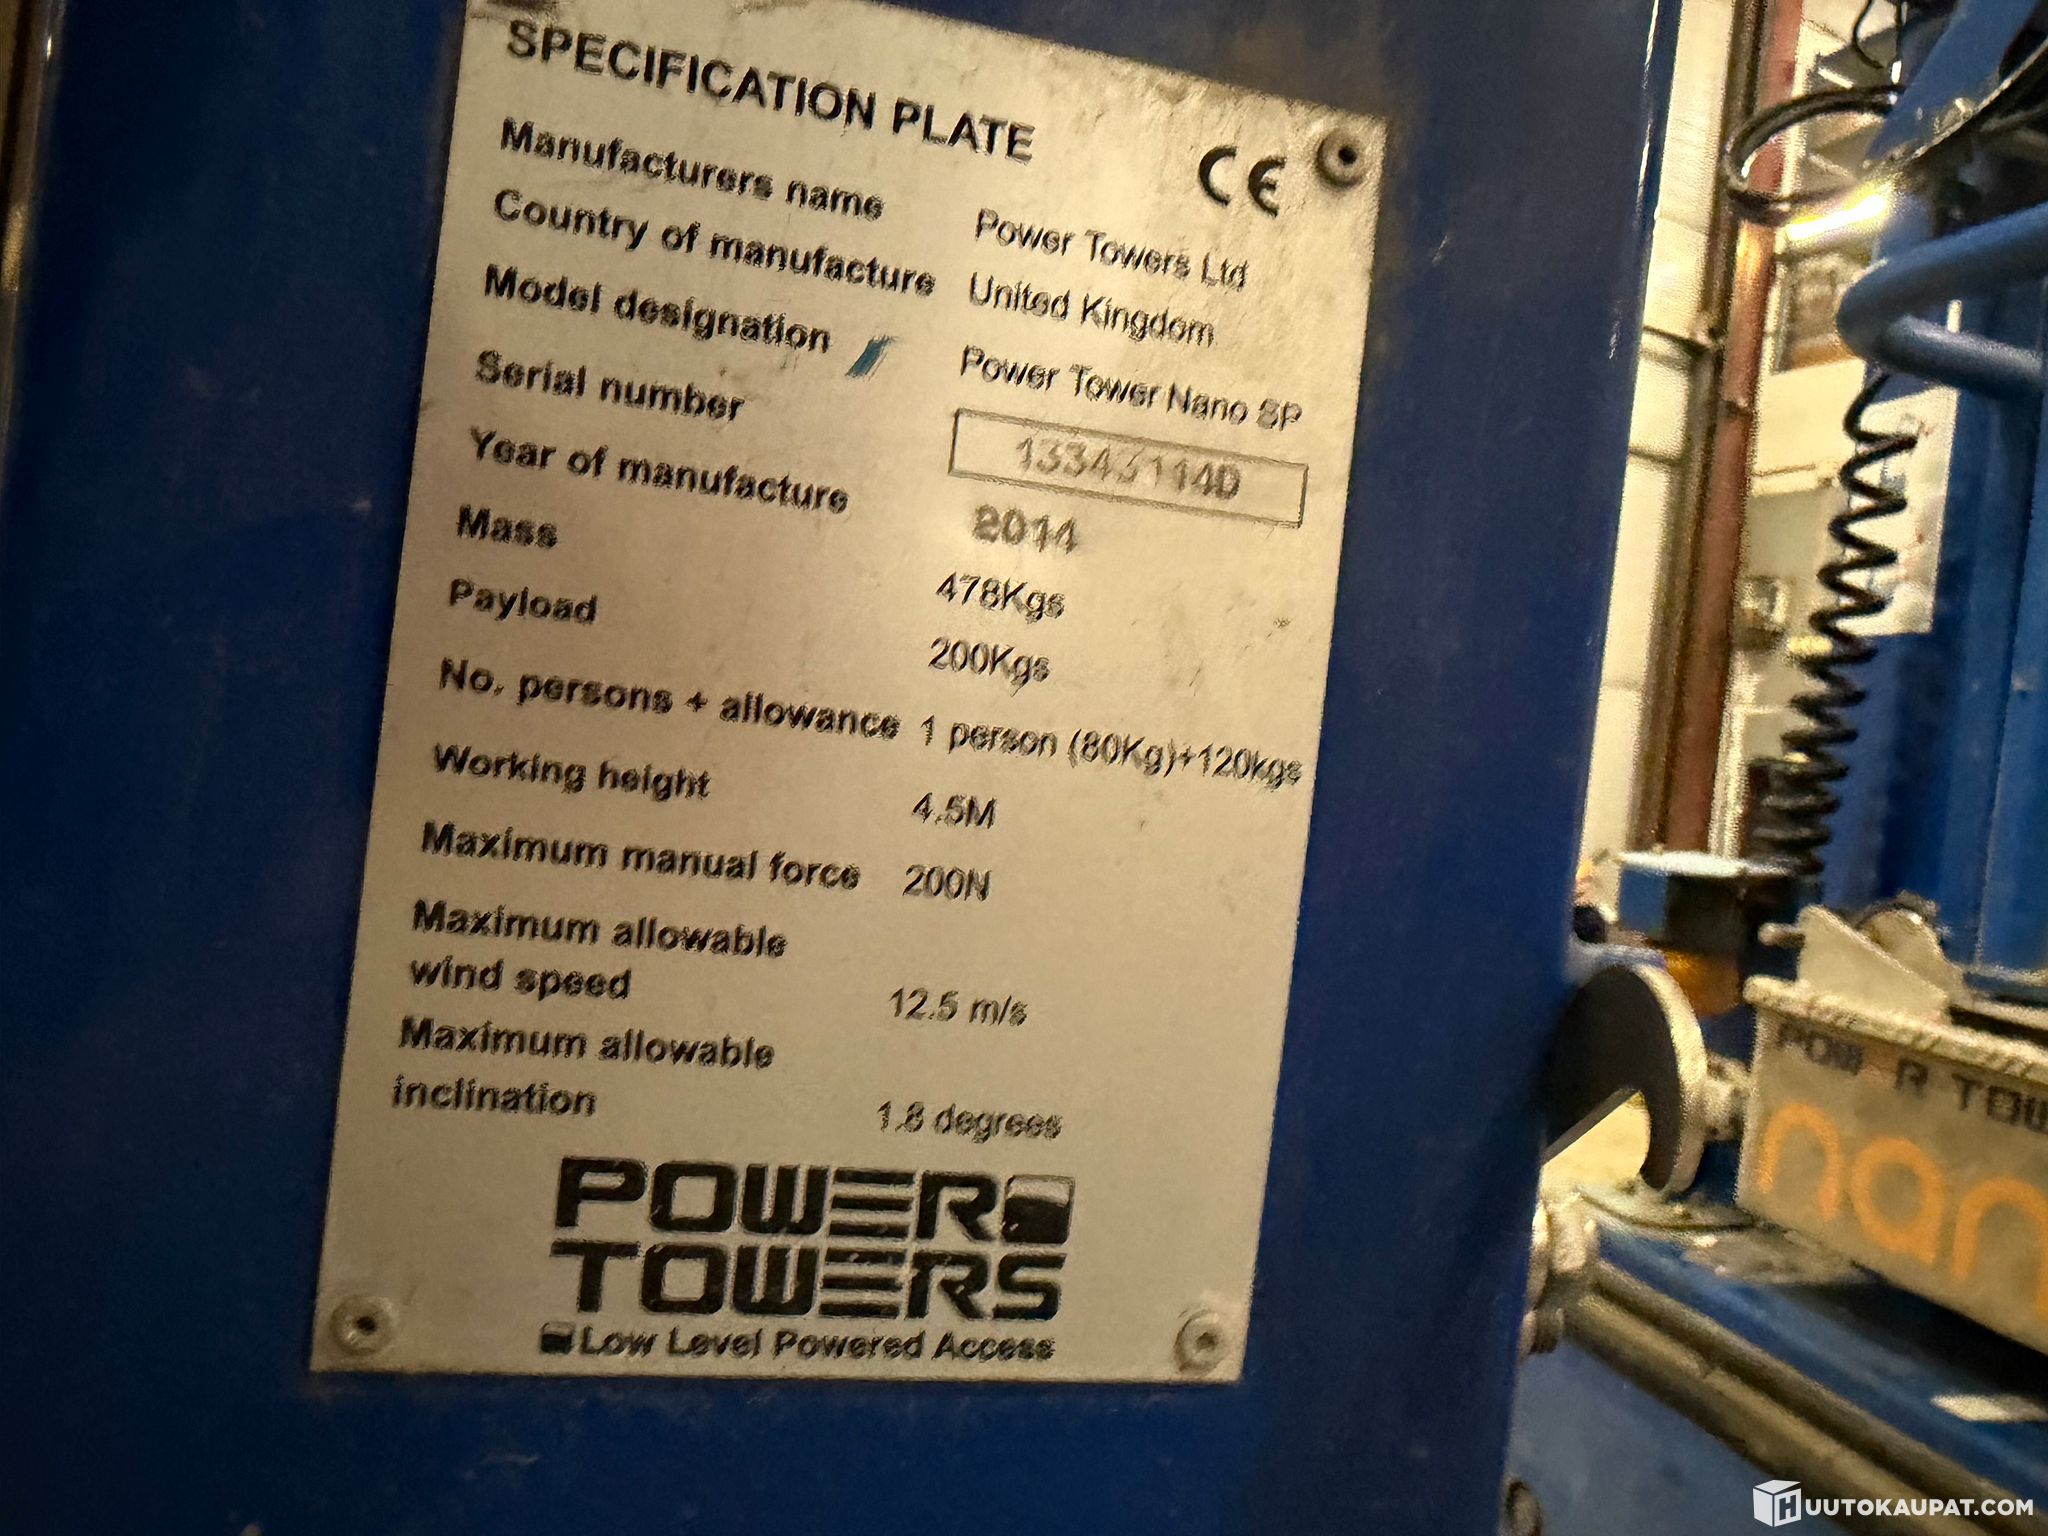 SPECIFICATION PLATE
CE
Manufacturers name Power Towers Ltd
Country of manufacture United Kingdom
Model designation Power Tower Nano SP
Serial number
Year of manufacture 2014
Mass 478Kgs
Payload 200Kgs
No. persons + allowance 1 person (80Kg)+120kgs
Working height 4.5M
Maximum manual force 200N
Maximum allowable
wind speed 12.5 m/s
Maximum allowable
inclination 1.8 degrees
POWER
TOWERS
Low Level Powered Access
POW R TOW
nan
HUUTOKAUPAT.COM